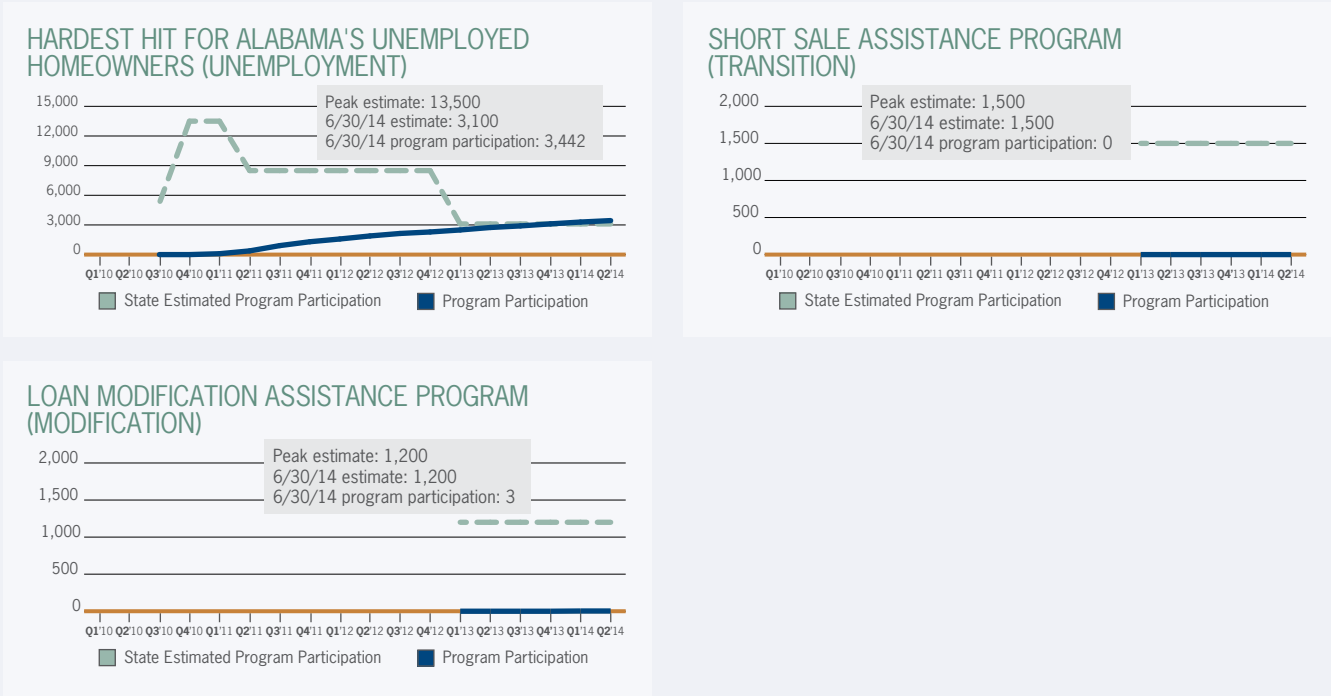 HARDEST HIT FOR ALABAMA'S UNEMPLOYED
HOMEOWNERS (UNEMPLOYMENT)
Peak estimate: 13,500
6/30/14 estimate: 3,100
6/30/14 program participation: 3,442
15,000
12,000
9,000
6,000
3,000
0
Q1'10 Q2'10 Q3'10 Q4'10 Q1'11 Q2'11 Q3'11 Q4'11 Q1'12 Q2'12 Q3'12 Q4'12 Q1'13 Q2'13 Q3'13 Q4'13 Q1'14 Q2'14
State Estimated Program Participation Program Participation
SHORT SALE ASSISTANCE PROGRAM
(TRANSITION)
Peak estimate: 1,500
6/30/14 estimate: 1,500
6/30/14 program participation: 0
2,000
1,500
1,000
500
0
Q1'10 Q2'10 Q3'10 Q4'10 Q1'11 Q2'11 Q3'11 Q4'11 Q1'12 Q2'12 Q3'12 Q4'12 Q1'13 Q2'13 Q3'13 Q4'13 Q1'14 Q2'14
State Estimated Program Participation Program Participation
LOAN MODIFICATION ASSISTANCE PROGRAM
(MODIFICATION)
Peak estimate: 1,200
6/30/14 estimate: 1,200
6/30/14 program participation: 3
2,000
1,500
1,000
500
0
Q1'10 Q2'10 Q3'10 Q4'10 Q1'11 Q2'11 Q3'11 Q4'11 Q1'12 Q2'12 Q3'12 Q4'12 Q1'13 Q2'13 Q3'13 Q4'13 Q1'14 Q2'14
State Estimated Program Participation Program Participation